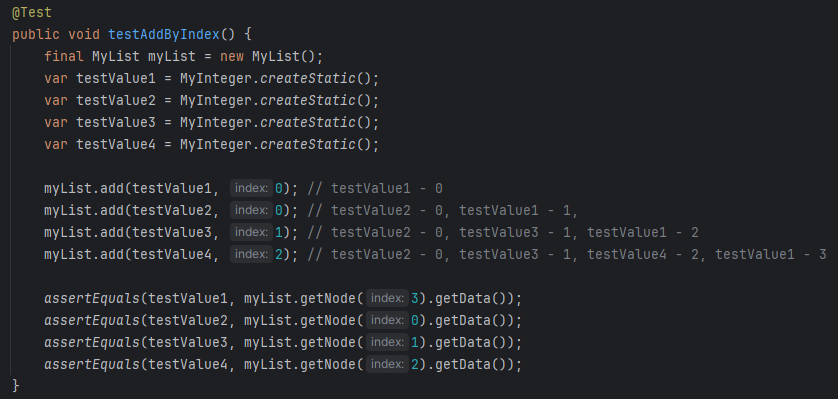 @Test
public void testAddByIndex() {
final MyList myList = new MyList();
var testValue1 = MyInteger.createStatic();
var testValue2 = MyInteger.createStatic();
var testValue3 = MyInteger.createStatic();
var testValue4 = MyInteger.createStatic();
myList.add(testValue1, index: 0); // testValue1 - 0
myList.add(testValue2, index: 0); // testValue2 - 0, testValue1 - 1,
myList.add(testValue3, index: 1); // testValue2 - 0, testValue3 - 1, testValue1 - 2
myList.add(testValue4, index: 2); // testValue2 - 0, testValue3 - 1, testValue4 - 2, testValue1 - 3
assertEquals(testValue1, myList.getNode( index: 3).getData());
assertEquals(testValue2, myList.getNode( index: 0).getData());
assertEquals(testValue3, myList.getNode( index: 1).getData());
assertEquals(testValue4, myList.getNode( index: 2).getData());
}